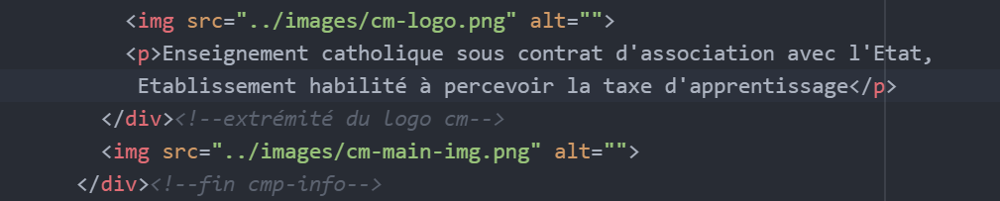 <img src="../images/cm-logo.png" alt="">
<p>Enseignement catholique sous contrat d'association avec l'Etat,
Etablissement habilité à percevoir la taxe d'apprentissage</p>
</div><!--extrémité du logo cm-->
<img src="../images/cm-main-img.png" alt="">
</div><!--fin cmp-info-->